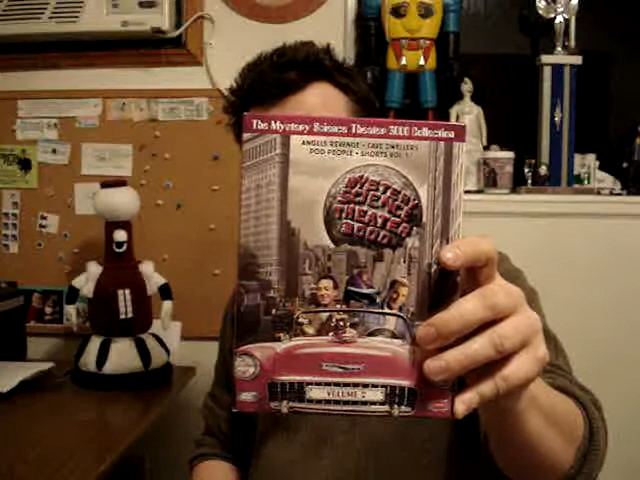 The Mystery Science Theater 3000 Collection
ANGELS REVENGE • CAVE DWELLERS
POD PEOPLE • SHORTS VOL 1
MYSTERY
SCIENCE
THEATER
3000
VOLUME 2